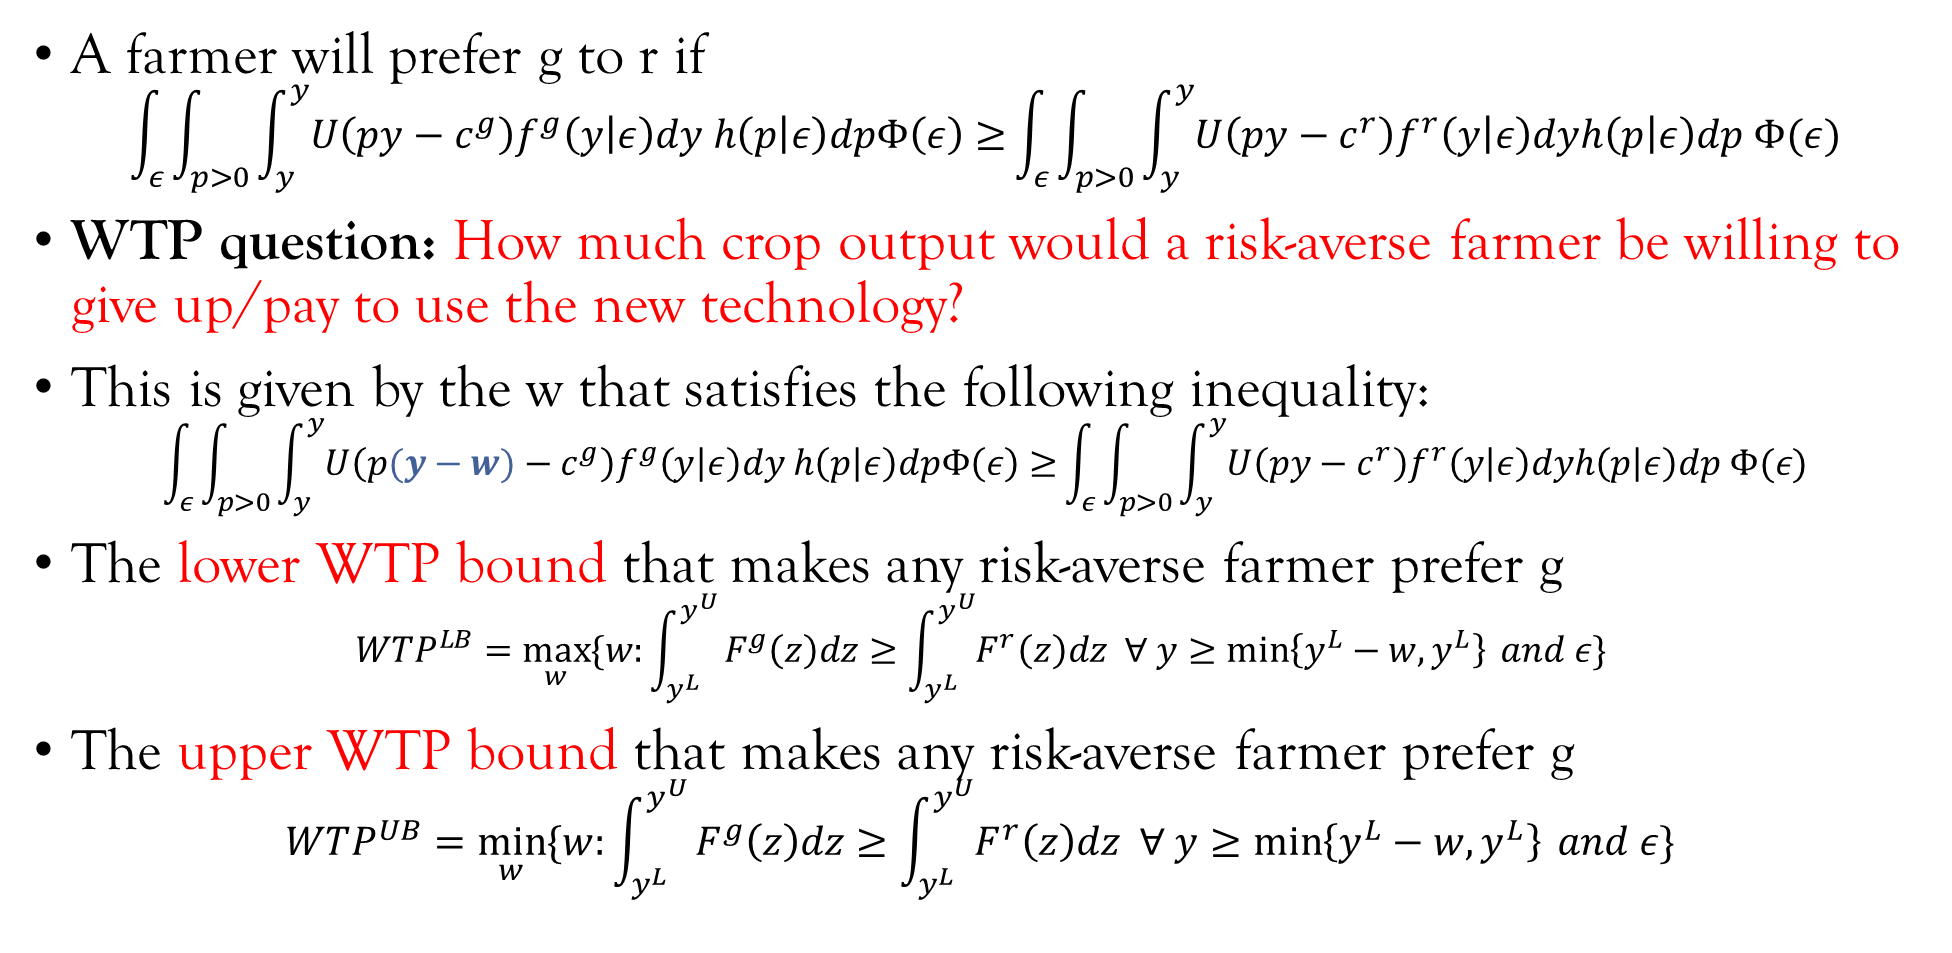 • A farmer will prefer g to r if
∫_ϵ ∫_{p>0} ∫_y^y U(py − c^g)f^g(y|ϵ)dy h(p|ϵ)dpΦ(ϵ) ≥ ∫_ϵ ∫_{p>0} ∫_y^y U(py − c^r)f^r(y|ϵ)dyh(p|ϵ)dp Φ(ϵ)
• WTP question: How much crop output would a risk-averse farmer be willing to
give up/pay to use the new technology?
• This is given by the w that satisfies the following inequality:
∫_ϵ ∫_{p>0} ∫_y^y U(p(y − w) − c^g)f^g(y|ϵ)dy h(p|ϵ)dpΦ(ϵ) ≥ ∫_ϵ ∫_{p>0} ∫_y^y U(py − c^r)f^r(y|ϵ)dyh(p|ϵ)dp Φ(ϵ)
• The lower WTP bound that makes any risk-averse farmer prefer g
WTP^{LB} = max_w{w: ∫_{y^L}^{y^U} F^g(z)dz ≥ ∫_{y^L}^{y^U} F^r(z)dz ∀ y ≥ min{y^L − w, y^L} and ϵ}
• The upper WTP bound that makes any risk-averse farmer prefer g
WTP^{UB} = min_w{w: ∫_{y^L}^{y^U} F^g(z)dz ≥ ∫_{y^L}^{y^U} F^r(z)dz ∀ y ≥ min{y^L − w, y^L} and ϵ}